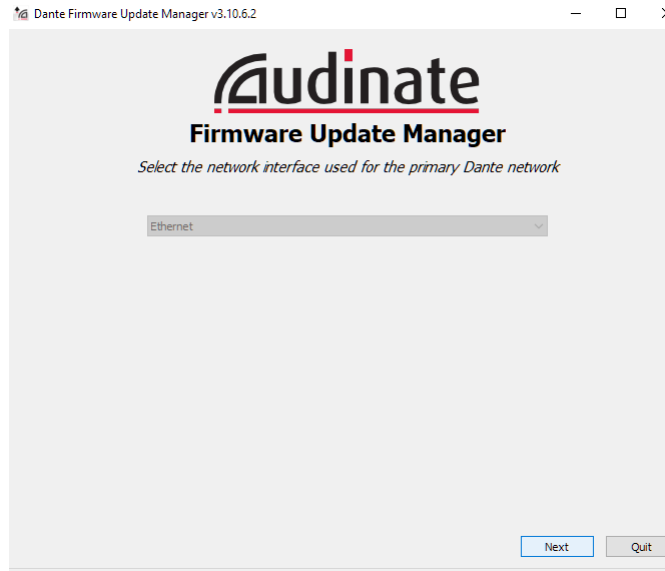 Dante Firmware Update Manager v3.10.6.2
Audinate
Firmware Update Manager
Select the network interface used for the primary Dante network
Ethernet
Next
Quit